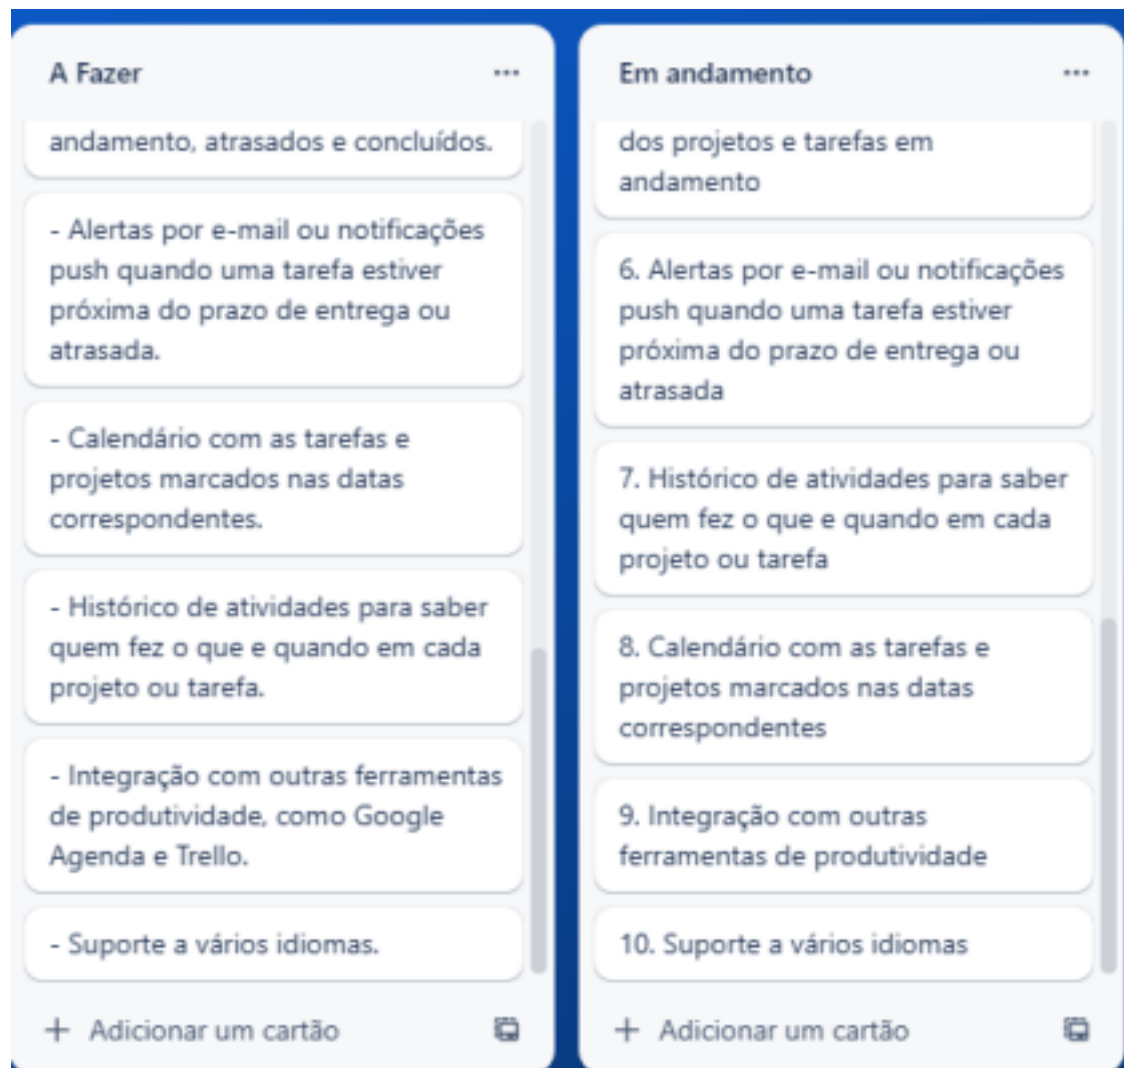 A Fazer
andamento, atrasados e concluídos.
- Alertas por e-mail ou notificações
push quando uma tarefa estiver
próxima do prazo de entrega ou
atrasada.
- Calendário com as tarefas e
projetos marcados nas datas
correspondentes.
- Histórico de atividades para saber
quem fez o que e quando em cada
projeto ou tarefa.
- Integração com outras ferramentas
de produtividade, como Google
Agenda e Trello.
- Suporte a vários idiomas.
+ Adicionar um cartão
Em andamento
dos projetos e tarefas em
andamento
6. Alertas por e-mail ou notificações
push quando uma tarefa estiver
próxima do prazo de entrega ou
atrasada
7. Histórico de atividades para saber
quem fez o que e quando em cada
projeto ou tarefa
8. Calendário com as tarefas e
projetos marcados nas datas
correspondentes
9. Integração com outras
ferramentas de produtividade
10. Suporte a vários idiomas
+ Adicionar um cartão